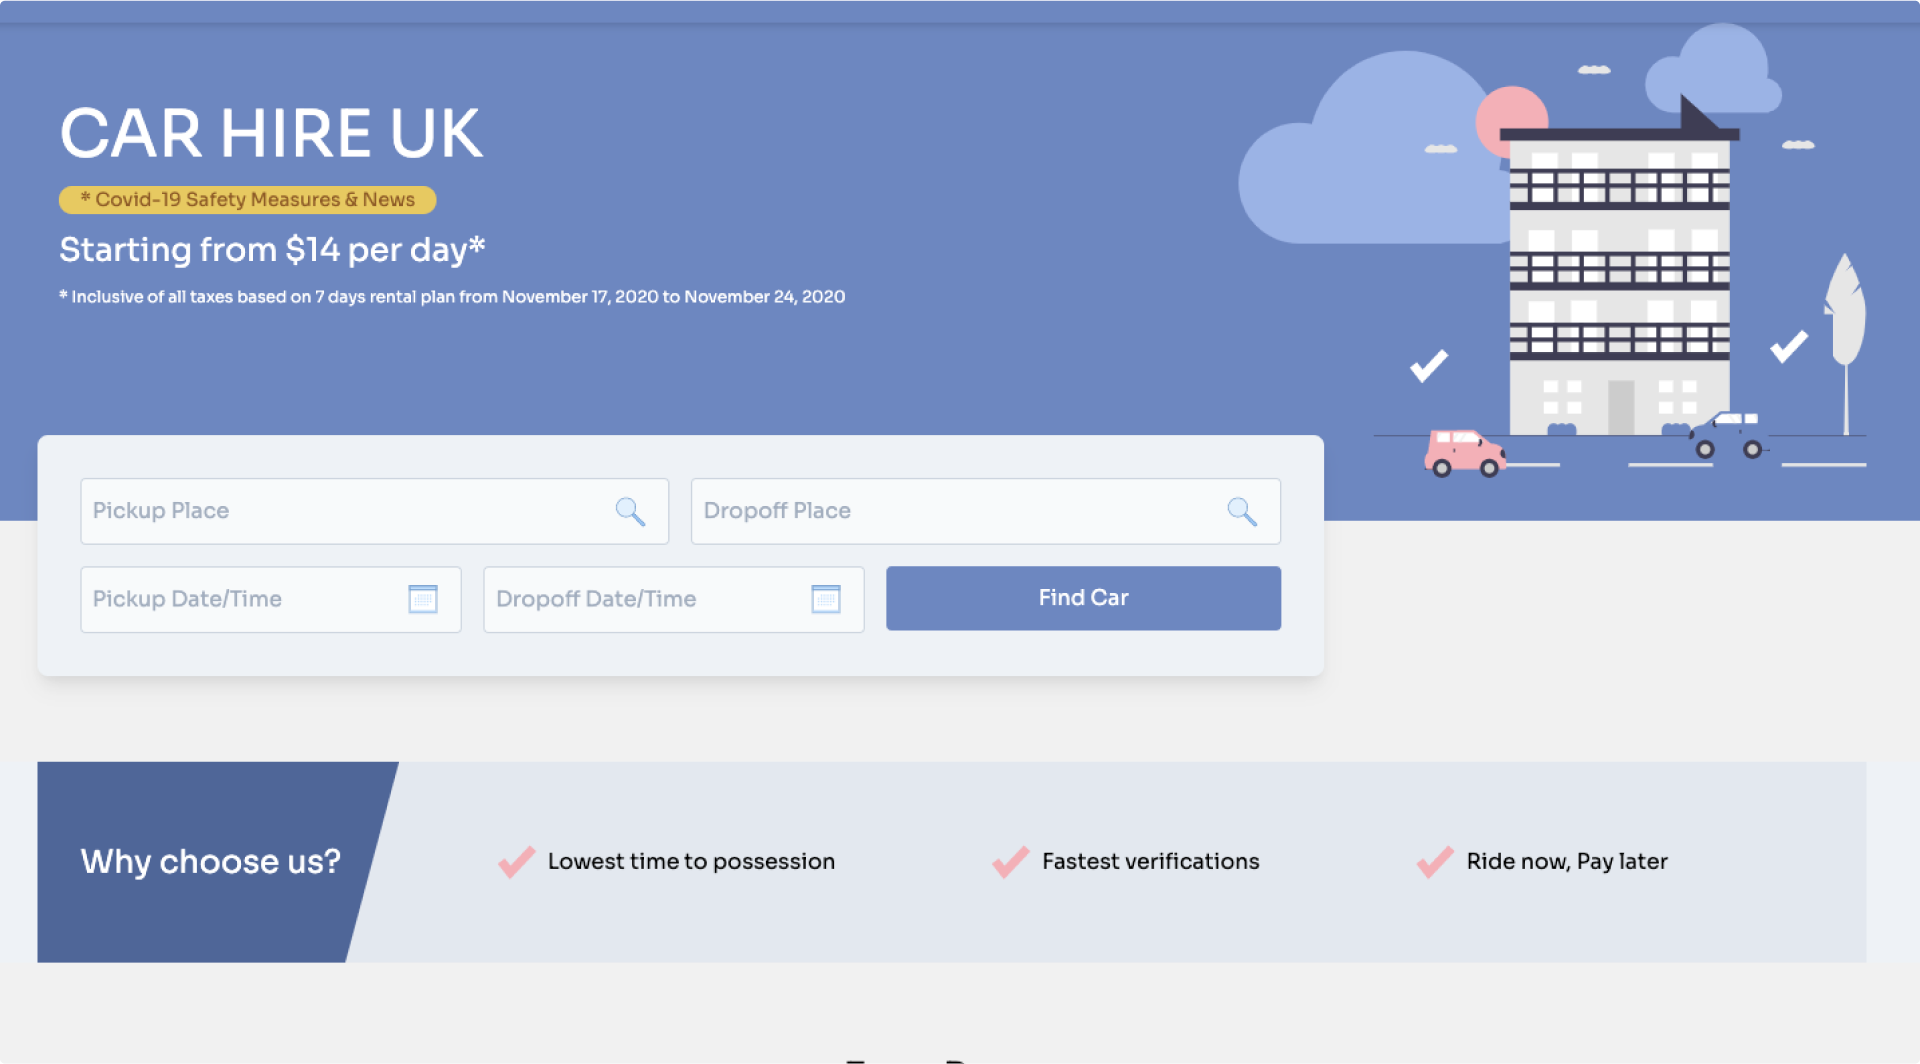 CAR HIRE UK
* Covid-19 Safety Measures & News
Starting from $14 per day*
* Inclusive of all taxes based on 7 days rental plan from November 17, 2020 to November 24, 2020
Pickup Place
Dropoff Place
Pickup Date/Time
Dropoff Date/Time
Find Car
Why choose us?
Lowest time to possession
Fastest verifications
Ride now, Pay later